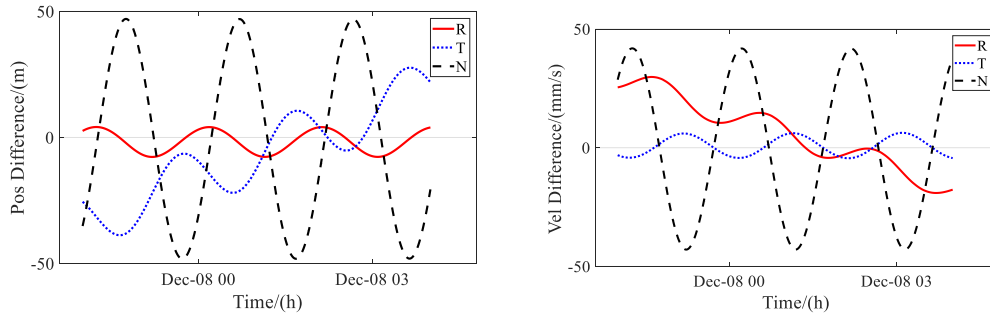 50
0
-50
Pos Difference/(m)
R
T
N
Dec-08 00
Dec-08 03
Time/(h)
50
0
-50
Vel Difference/(mm/s)
R
T
N
Dec-08 00
Dec-08 03
Time/(h)